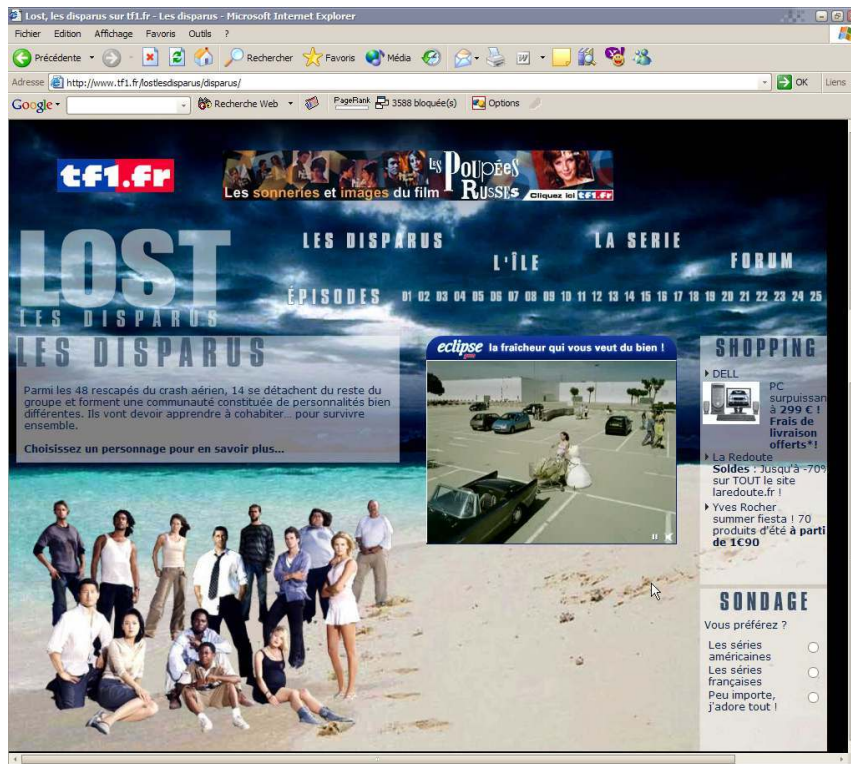 Lost, les disparus sur tf1.fr - Les disparus - Microsoft Internet Explorer
Fichier Edition Affichage Favoris Outils ?
Précédente Rechercher Favoris Média
Adresse http://www.tf1.fr/lostlesdisparus/disparus/ OK Liens
Google Recherche Web PageRank 3588 bloquée(s) Options
tf1.fr
LES POUPÉES RUSSES
Les sonneries et images du film
Cliquez ici tf1.fr
LOST
LES DISPARUS
LES DISPARUS
L'ÎLE
LA SERIE
FORUM
ÉPISODES 01 02 03 04 05 06 07 08 09 10 11 12 13 14 15 16 17 18 19 20 21 22 23 24 25
LES DISPARUS
Parmi les 48 rescapés du crash aérien, 14 se détachent du reste du
groupe et forment une communauté constituée de personnalités bien
différentes. Ils vont devoir apprendre à cohabiter... pour survivre
ensemble.
Choisissez un personnage pour en savoir plus...
eclipse la fraîcheur qui vous veut du bien !
SHOPPING
DELL
PC
surpuissan
à 299 € !
Frais de
livraison
offerts*!
La Redoute
Soldes : Jusqu'à -70%
sur TOUT le site
laredoute.fr !
Yves Rocher
summer fiesta ! 70
produits d'été à parti
de 1€90
SONDAGE
Vous préférez ?
Les séries
américaines
Les séries
françaises
Peu importe,
j'adore tout !